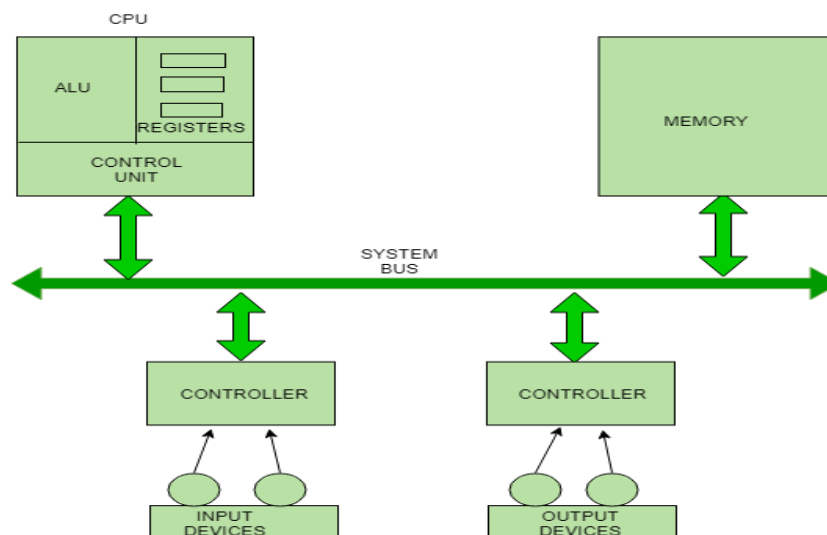 CPU
ALU
REGISTERS
CONTROL
UNIT
MEMORY
SYSTEM
BUS
CONTROLLER
CONTROLLER
INPUT
DEVICES
OUTPUT
DEVICES